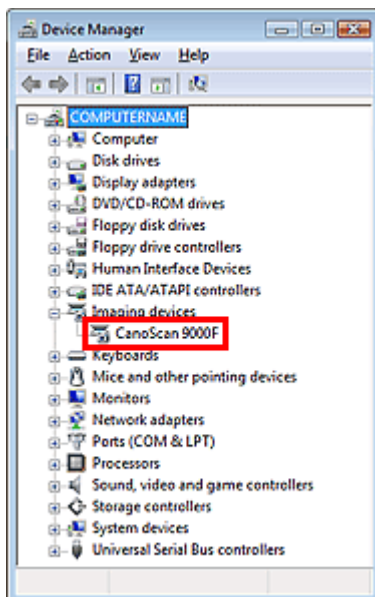 Device Manager
File Action View Help
COMPUTERNAME
Computer
Disk drives
Display adapters
DVD/CD-ROM drives
Floppy disk drives
Floppy drive controllers
Human Interface Devices
IDE ATA/ATAPI controllers
Imaging devices
CanoScan 9000F
Keyboards
Mice and other pointing devices
Monitors
Network adapters
Ports (COM & LPT)
Processors
Sound, video and game controllers
Storage controllers
System devices
Universal Serial Bus controllers